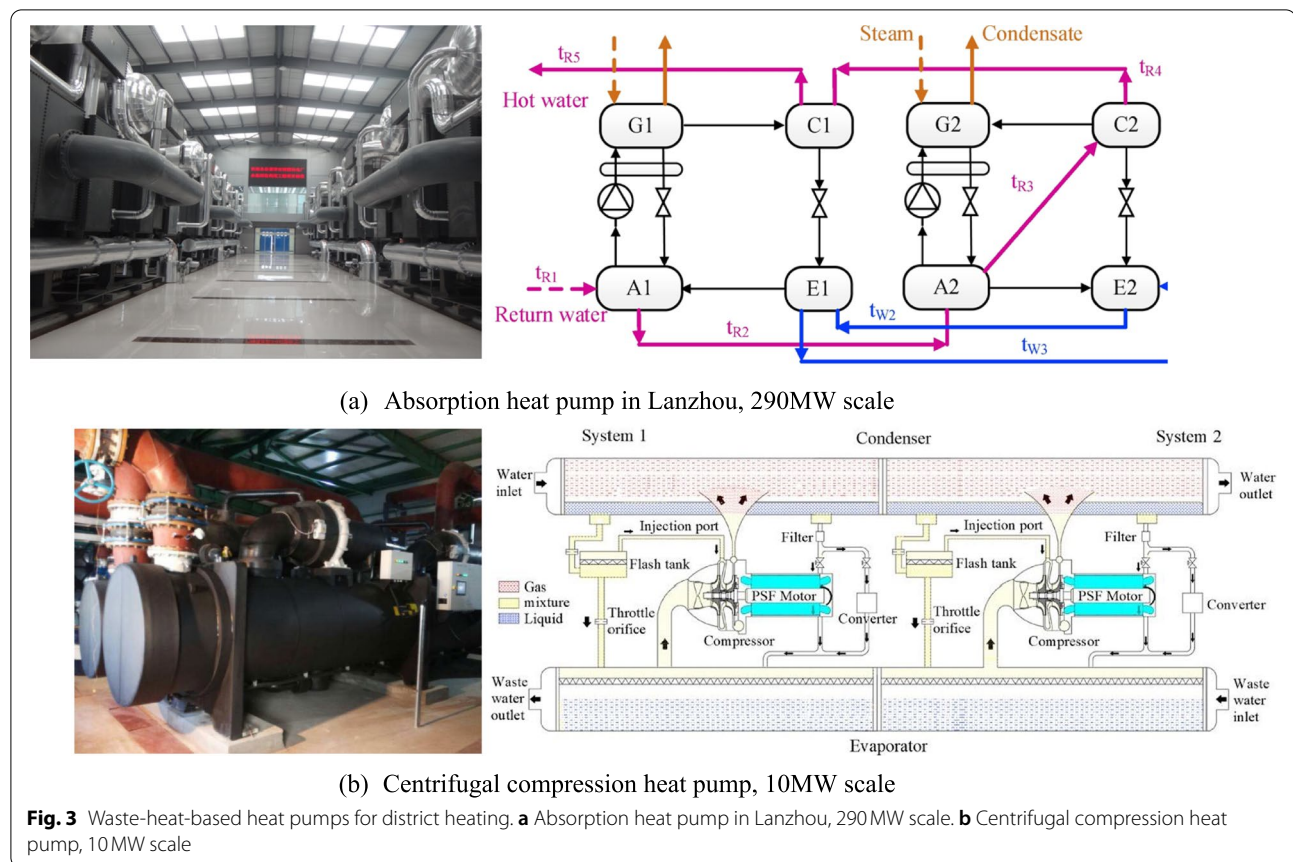 Steam
Condensate
tR5
tR4
Hot water
G1
C1
G2
C2
tR3
tR1
A1
E1
A2
E2
Return water
tW2
tR2
tW3
(a) Absorption heat pump in Lanzhou, 290MW scale
System 1
Condenser
System 2
Water
inlet
Water
outlet
Injection port
Filter
Flash tank
Injection port
Filter
Flash tank
Gas
mixture
Liquid
PSF Motor
PSF Motor
Throttle
orifice
Converter
Compressor
Throttle
orifice
Converter
Compressor
Waste
water
outlet
Waste
water
inlet
Evaporator
(b) Centrifugal compression heat pump, 10MW scale
Fig. 3 Waste-heat-based heat pumps for district heating. a Absorption heat pump in Lanzhou, 290 MW scale. b Centrifugal compression heat
pump, 10 MW scale